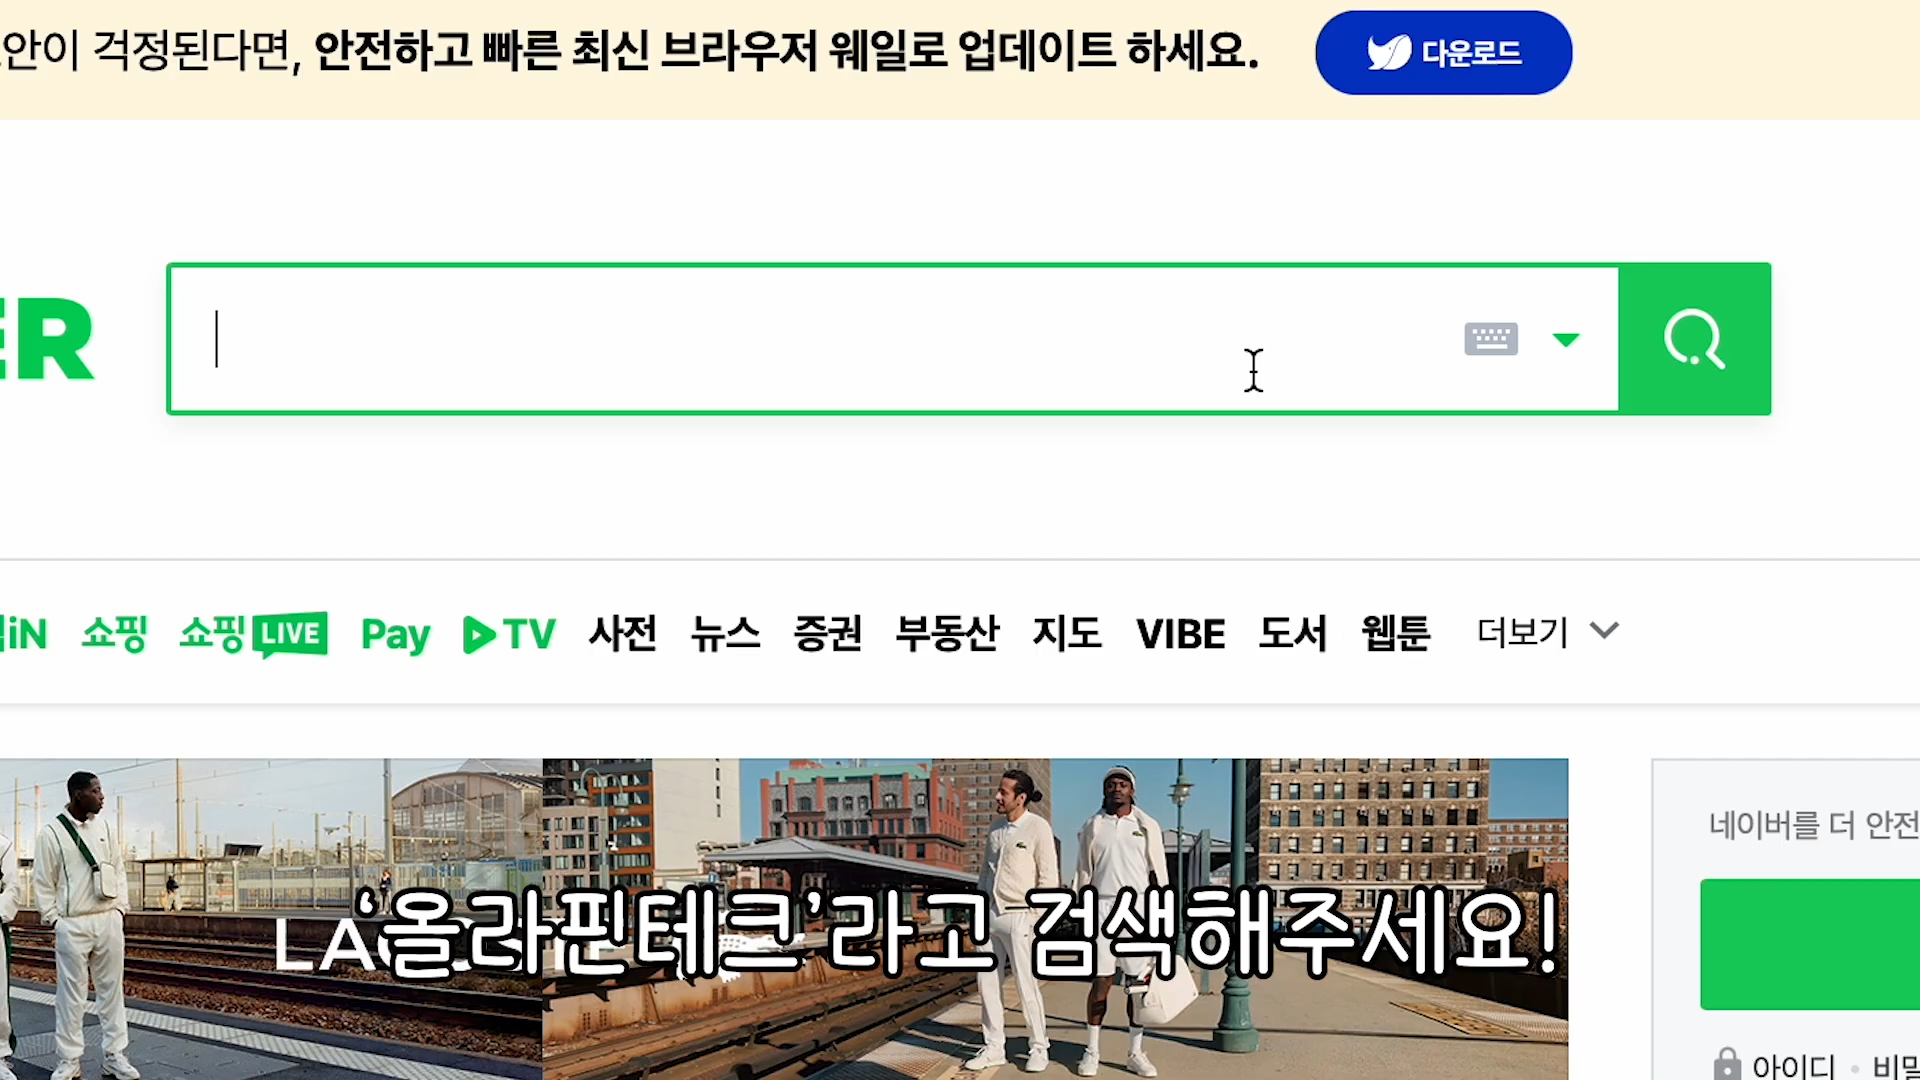 안이 걱정된다면, 안전하고 빠른 최신 브라우저 웨일로 업데이트 하세요.
다운로드
ER
iN 쇼핑 쇼핑 LIVE Pay TV 사전 뉴스 증권 부동산 지도 VIBE 도서 웹툰 더보기
네이버를 더 안전
LA
'올라핀테크'라고 검색해주세요!
아이디 · 비밀